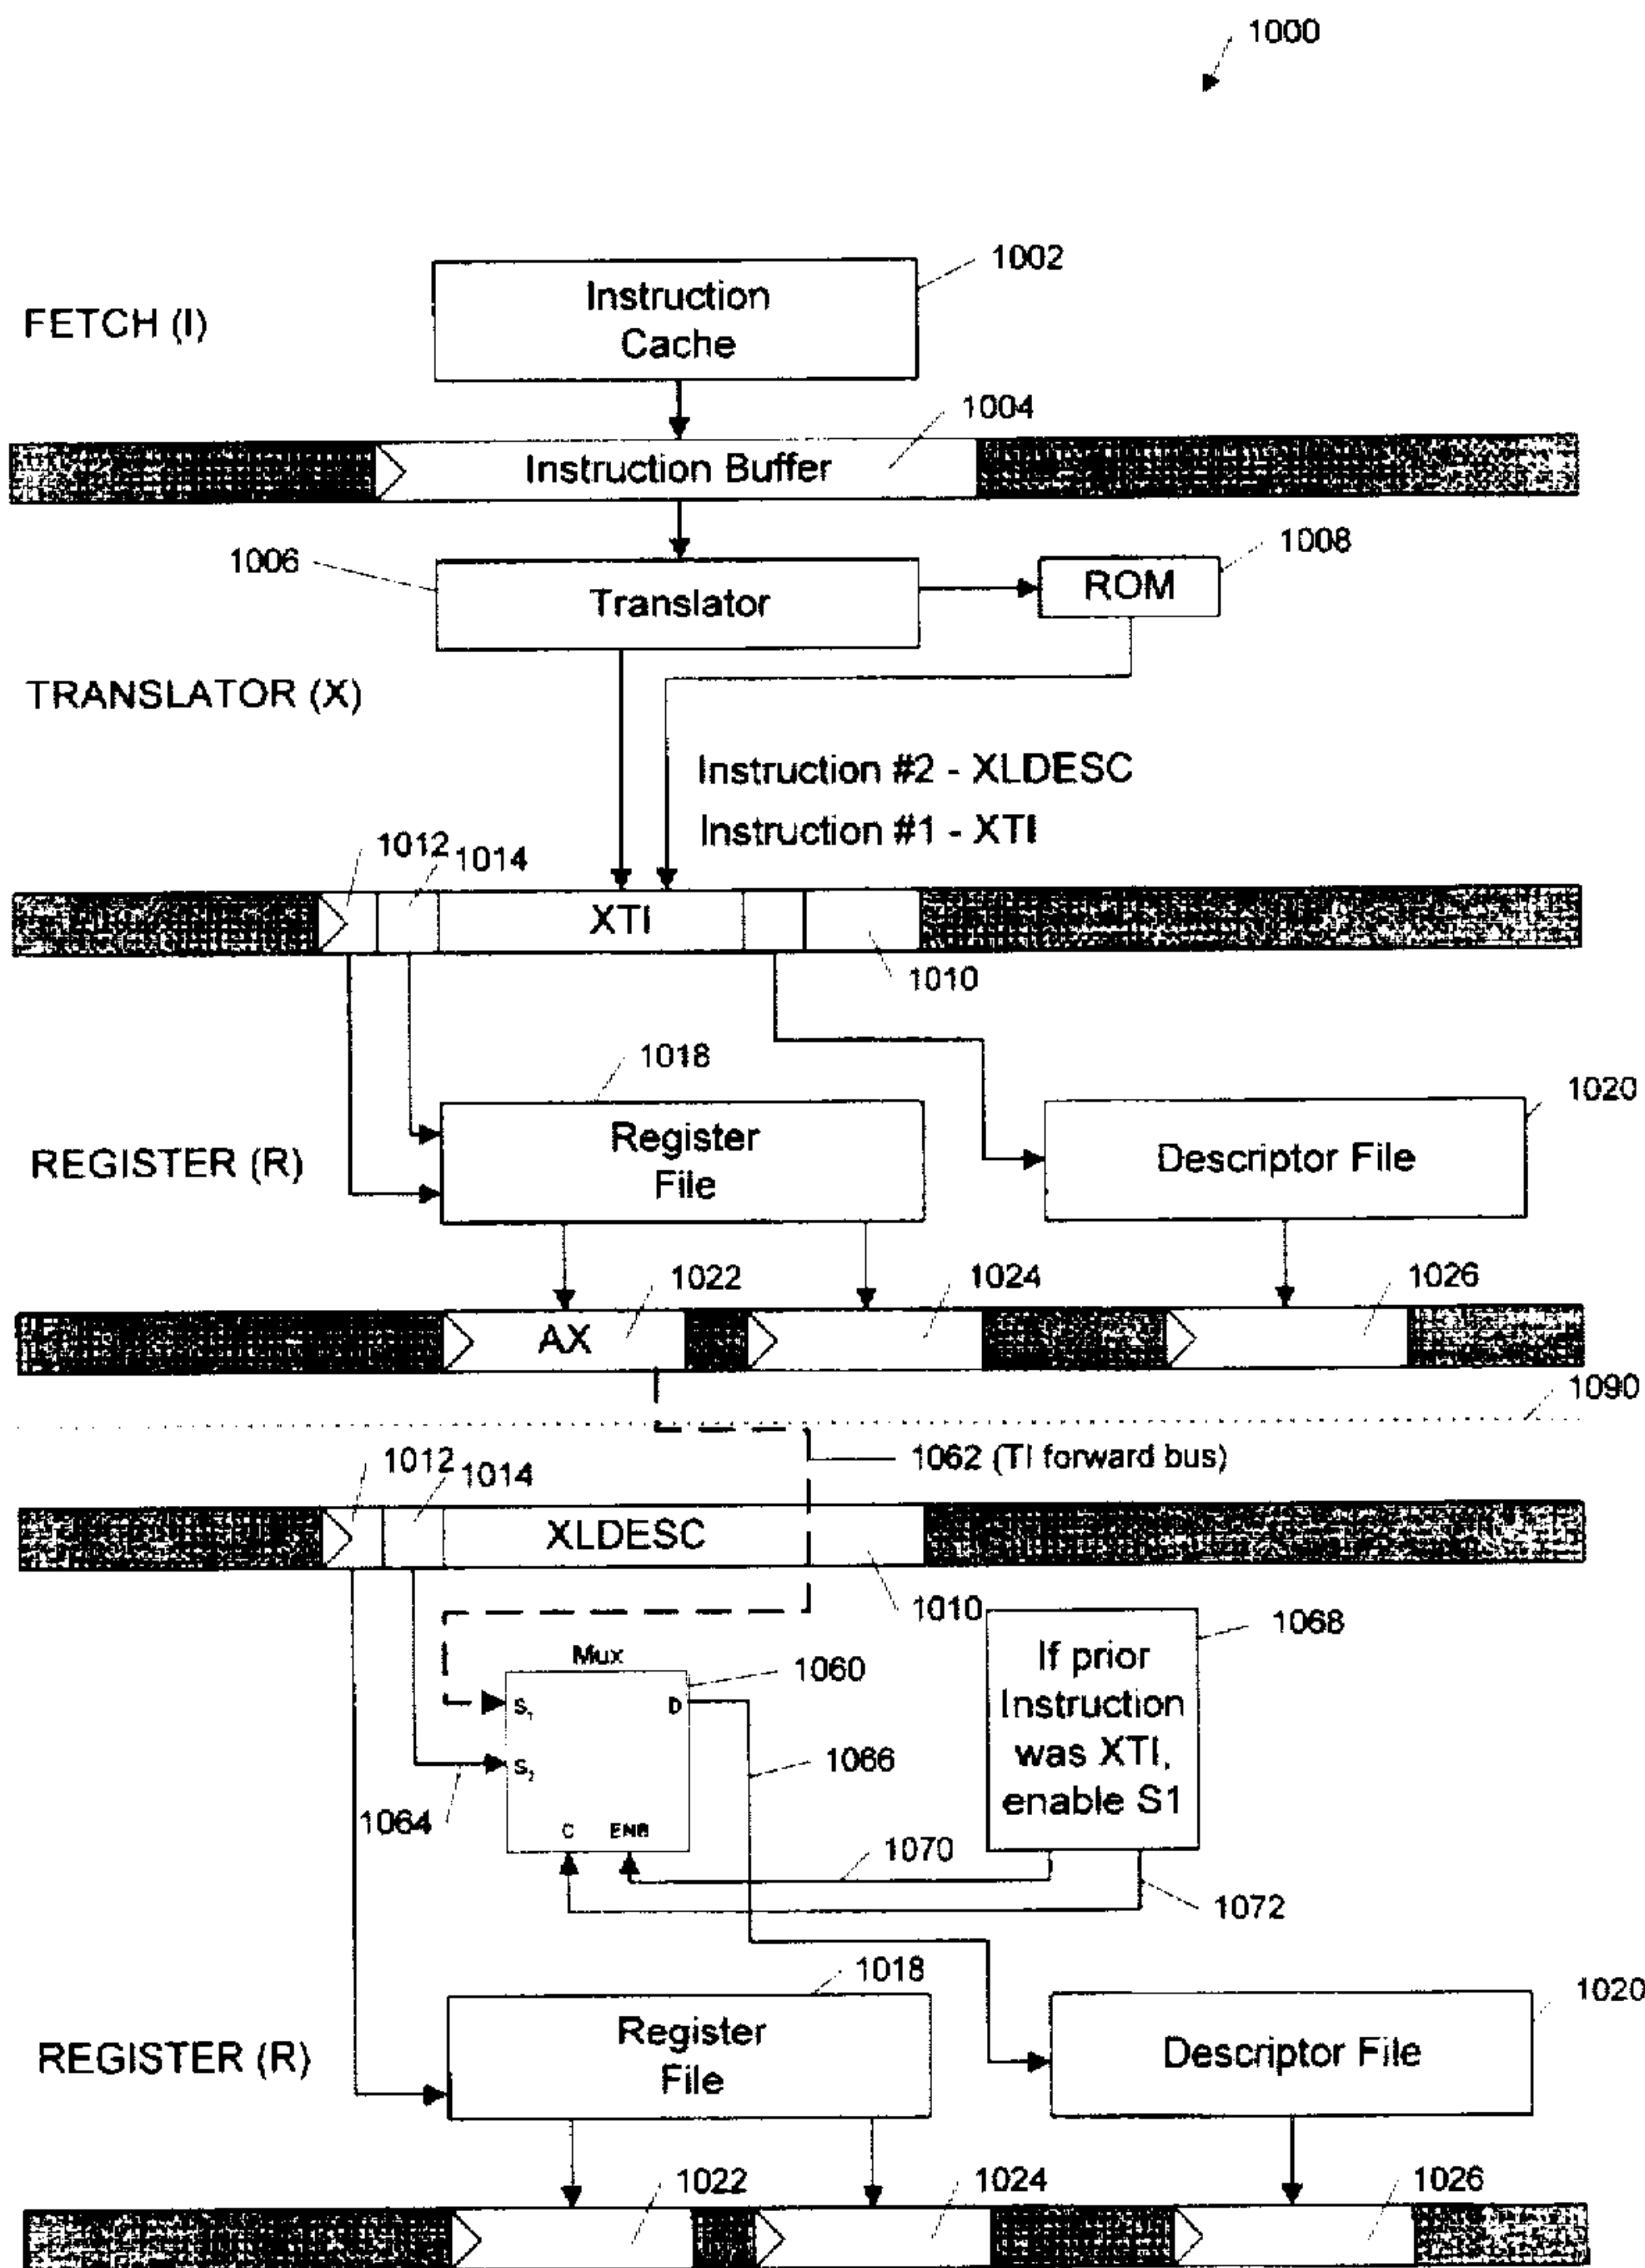 1000
1002
Instruction
Cache
FETCH (I)
1004
Instruction Buffer
1006
Translator
ROM
1008
TRANSLATOR (X)
Instruction #2 - XLDESC
Instruction #1 - XTI
1012
1014
XTI
1010
1018
1020
Register
File
Descriptor File
REGISTER (R)
1022
1024
1026
AX
1090
1062 (TI forward bus)
1012
1014
XLDESC
1010
1068
Mux
1060
If prior
Instruction
was XTI,
enable S1
S1
D
S2
1066
1064
C
ENB
1070
1072
1018
1020
Register
File
Descriptor File
REGISTER (R)
1022
1024
1026